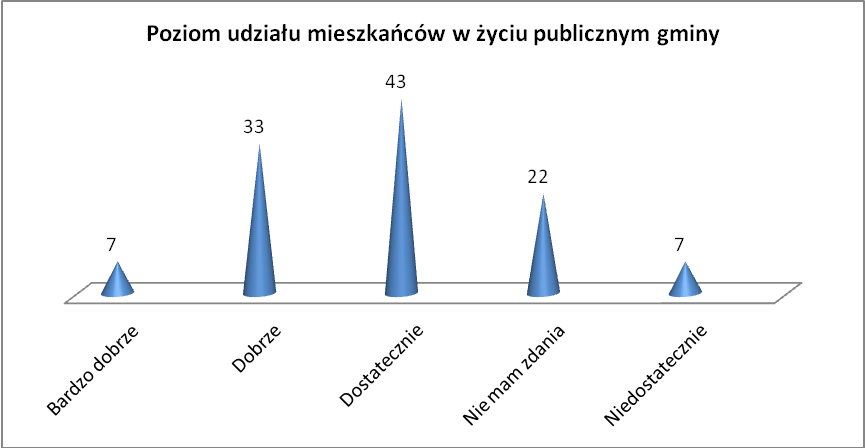 Poziom udziału mieszkańców w życiu publicznym gminy
7
33
43
22
7
Bardzo dobrze
Dobrze
Dostatecznie
Nie mam zdania
Niedostatecznie